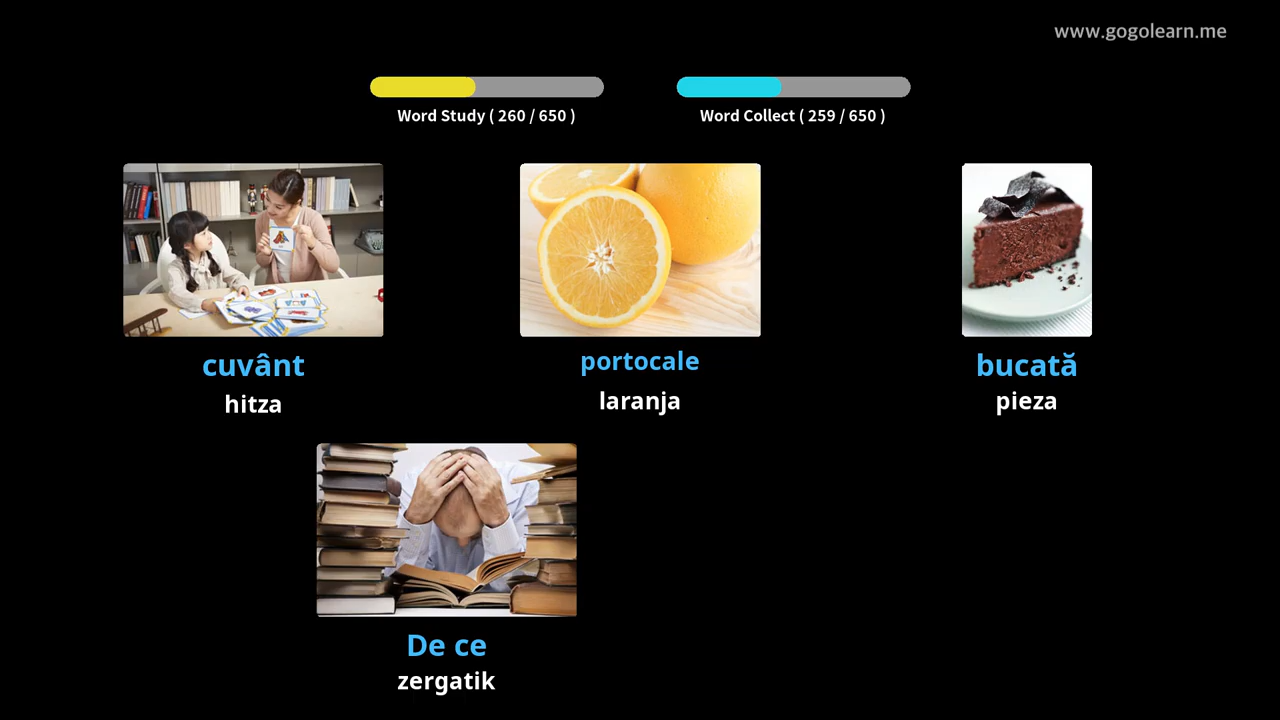 www.gogolearn.me
Word Study ( 260 / 650 )
Word Collect ( 259 / 650 )
cuvânt
hitza
portocale
laranja
bucată
pieza
De ce
zergatik